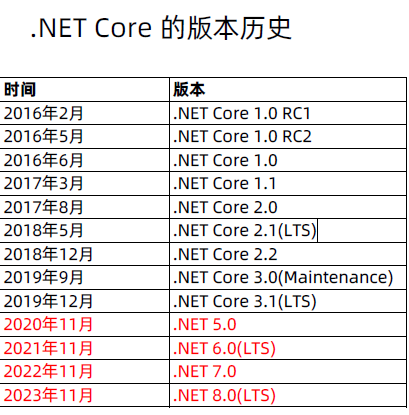 .NET Core 的版本历史
时间 版本
2016年2月 .NET Core 1.0 RC1
2016年5月 .NET Core 1.0 RC2
2016年6月 .NET Core 1.0
2017年3月 .NET Core 1.1
2017年8月 .NET Core 2.0
2018年5月 .NET Core 2.1(LTS)
2018年12月 .NET Core 2.2
2019年9月 .NET Core 3.0(Maintenance)
2019年12月 .NET Core 3.1(LTS)
2020年11月 .NET 5.0
2021年11月 .NET 6.0(LTS)
2022年11月 .NET 7.0
2023年11月 .NET 8.0(LTS)